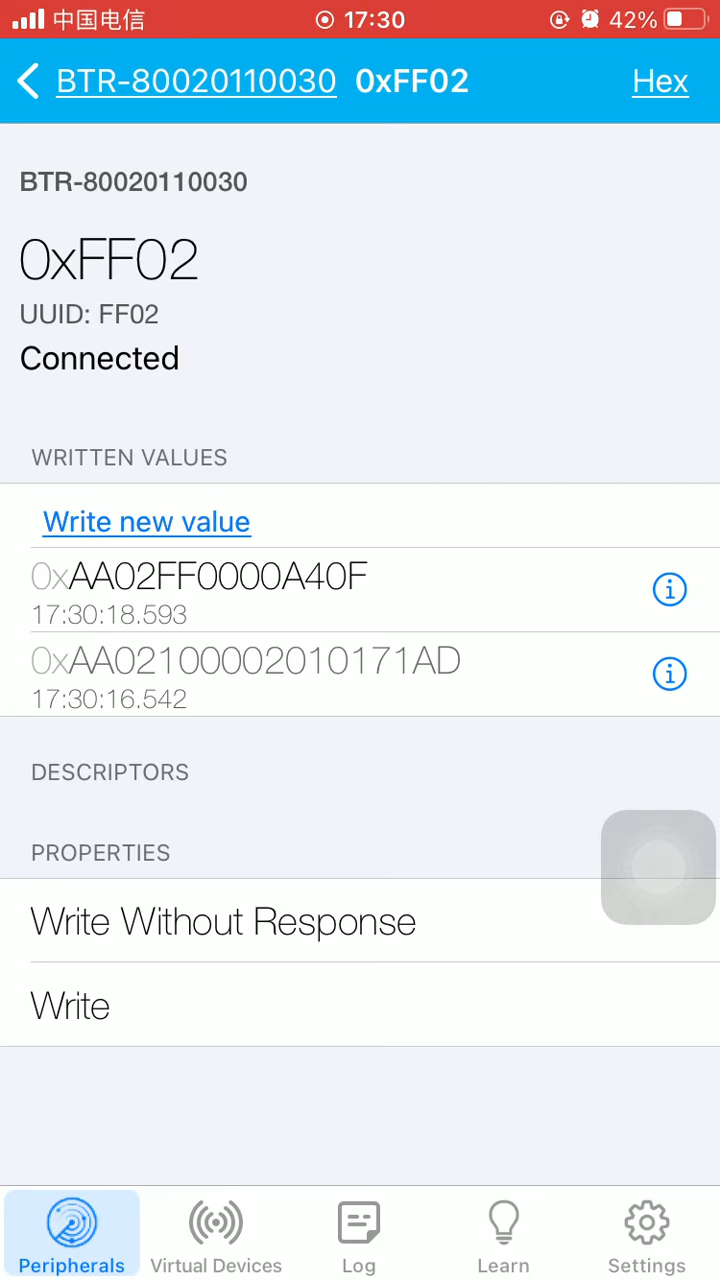 中国电信 17:30 42%
BTR-80020110030 0xFF02 Hex
BTR-80020110030
0xFF02
UUID: FF02
Connected
WRITTEN VALUES
Write new value
0xAA02FF0000A40F
17:30:18.593
0xAA02100002010171AD
17:30:16.542
DESCRIPTORS
PROPERTIES
Write Without Response
Write
Peripherals Virtual Devices Log Learn Settings